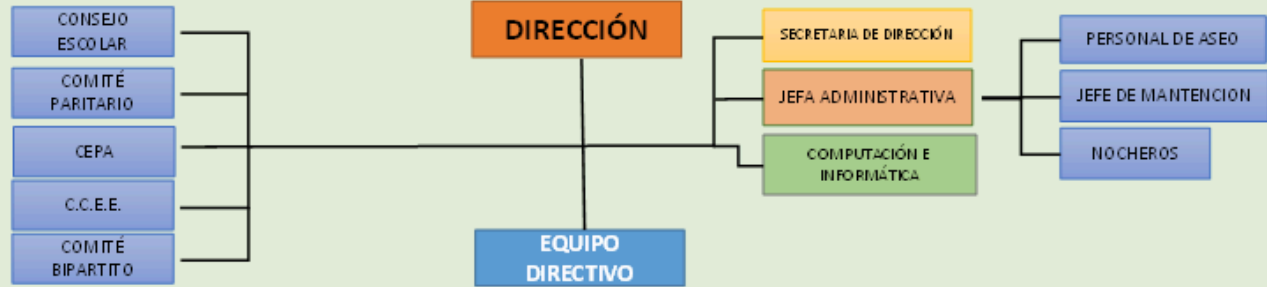 CONSEJO
ESCOLAR
COMITÉ
PARITARIO
CEPA
C.C.E.E.
COMITÉ
BIPARTITO
DIRECCIÓN
EQUIPO
DIRECTIVO
SECRETARIA DE DIRECCIÓN
JEFA ADMINISTRATIVA
COMPUTACIÓN E
INFORMÁTICA
PERSONAL DE ASEO
JEFE DE MANTENCION
NOCHEROS